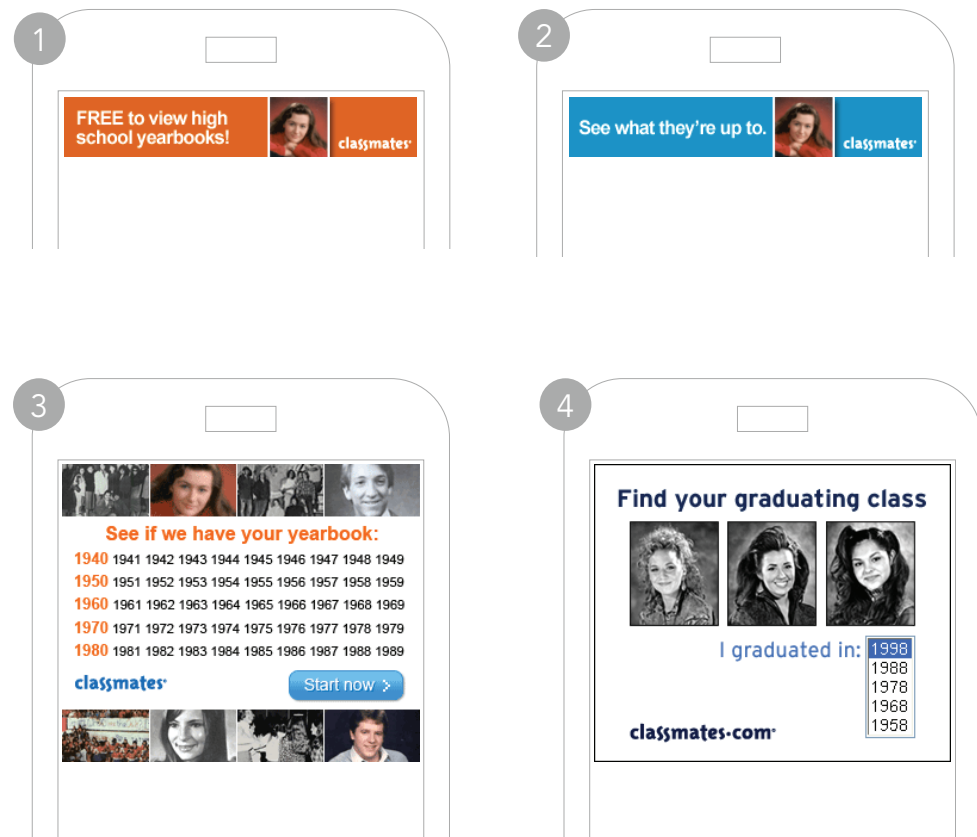 1
FREE to view high
school yearbooks!
classmates
2
See what they're up to.
classmates
3
See if we have your yearbook:
1940 1941 1942 1943 1944 1945 1946 1947 1948 1949
1950 1951 1952 1953 1954 1955 1956 1957 1958 1959
1960 1961 1962 1963 1964 1965 1966 1967 1968 1969
1970 1971 1972 1973 1974 1975 1976 1977 1978 1979
1980 1981 1982 1983 1984 1985 1986 1987 1988 1989
classmates
Start now
4
Find your graduating class
I graduated in:
1998
1988
1978
1968
1958
classmates.com